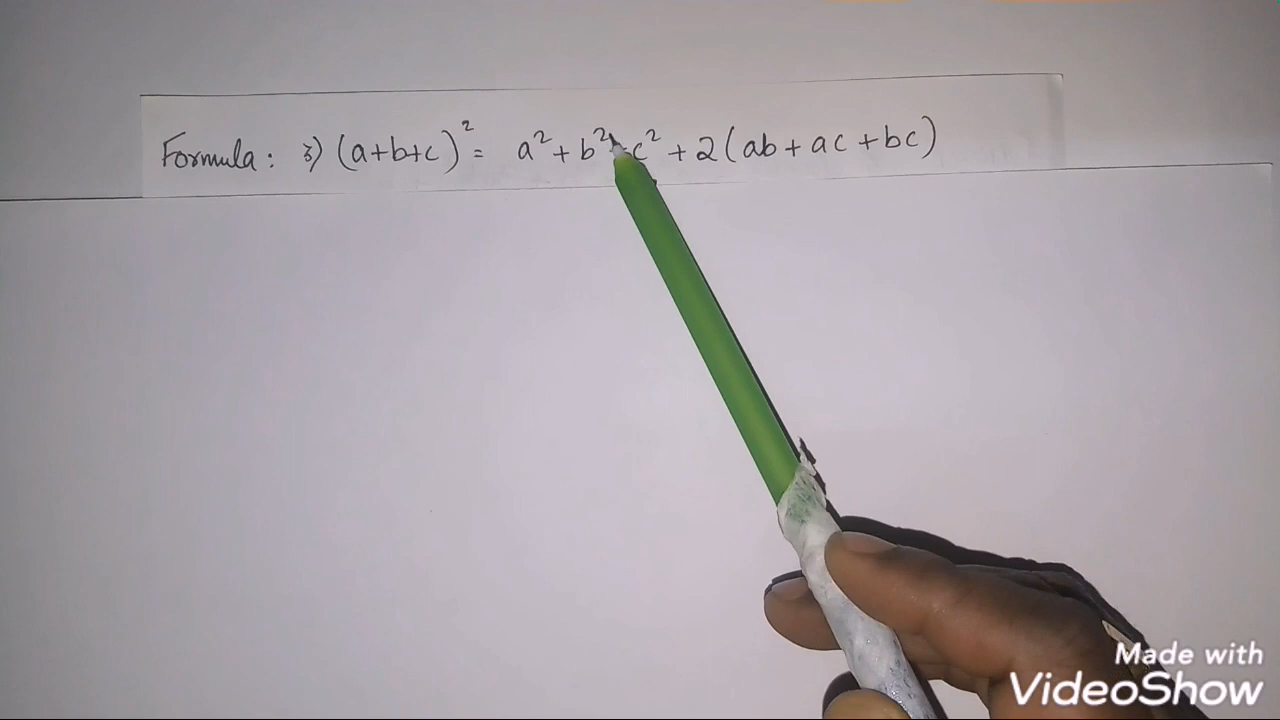 Formula: 3) (a+b+c)² = a² + b² + c² + 2(ab + ac + bc)
Made with
VideoShow